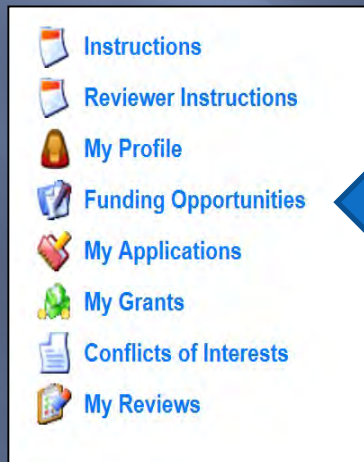 Instructions
Reviewer Instructions
My Profile
Funding Opportunities
My Applications
My Grants
Conflicts of Interests
My Reviews